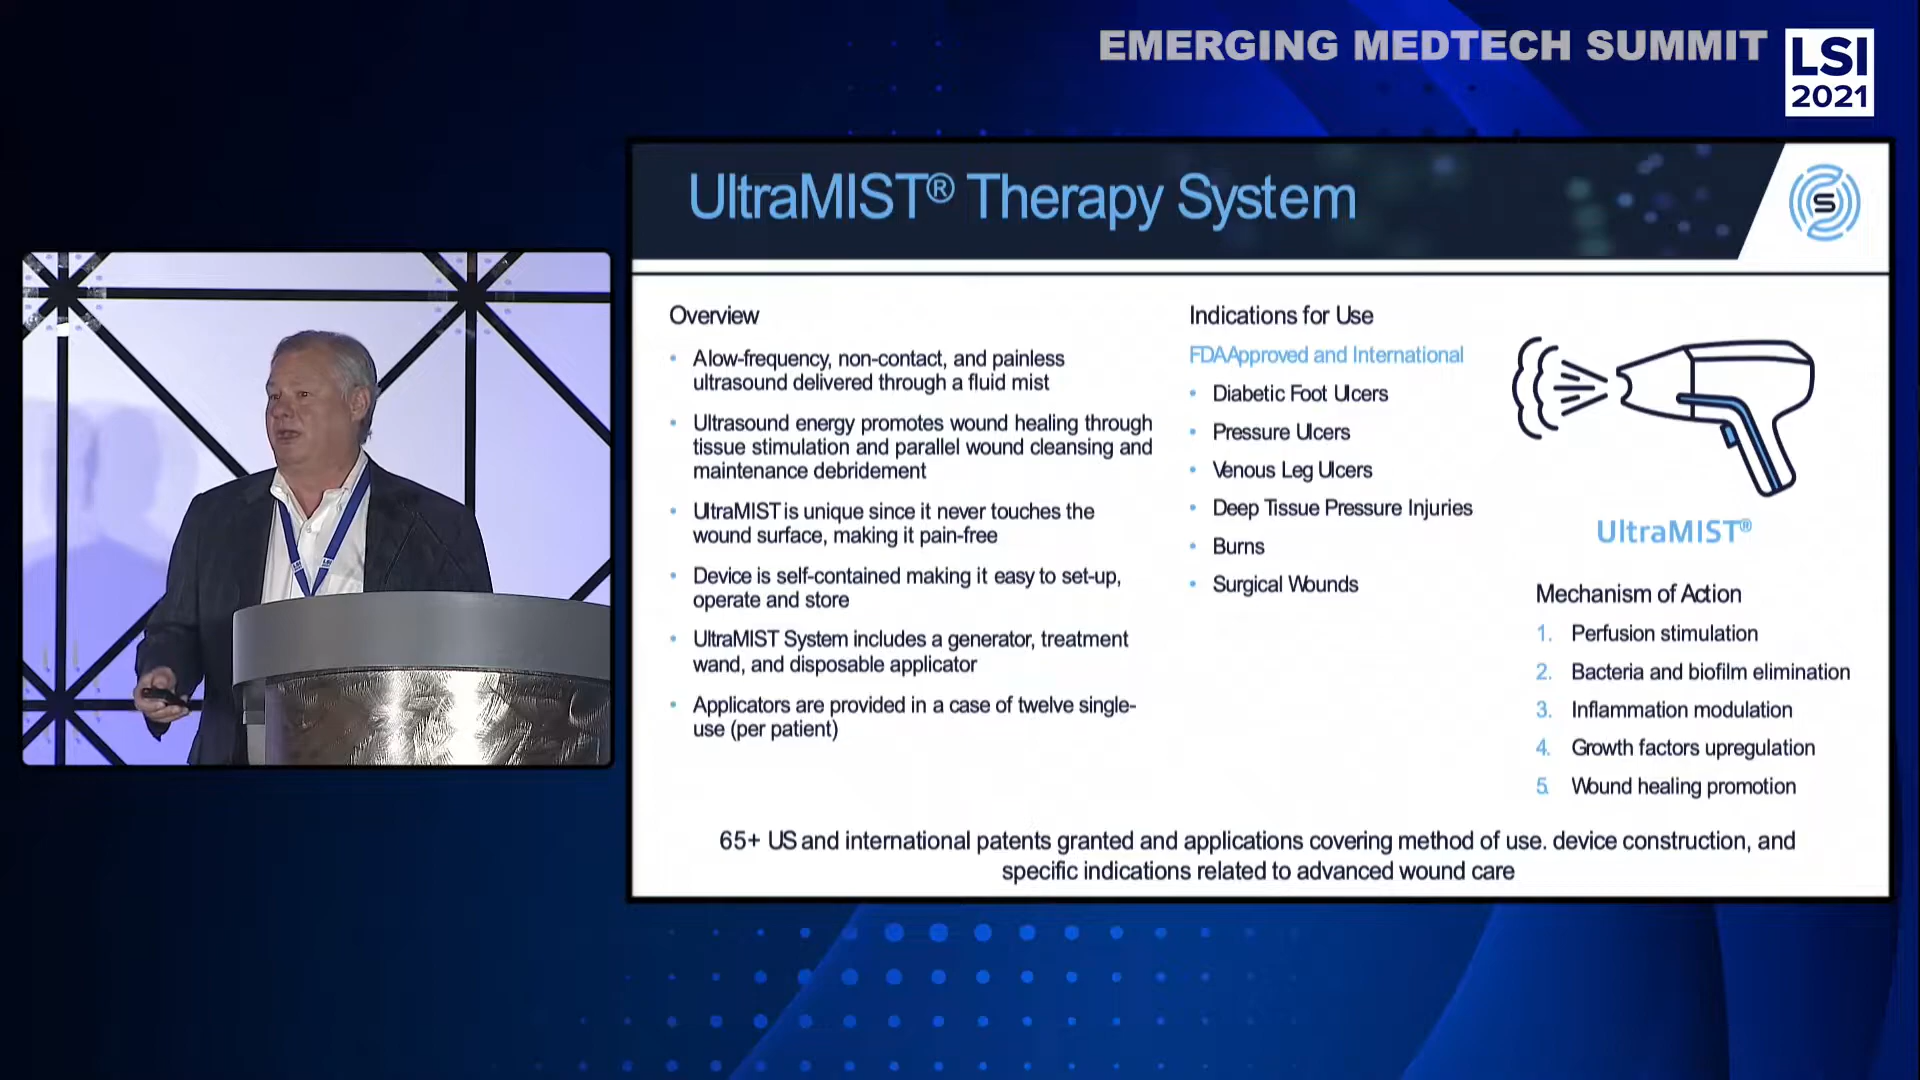 EMERGING MEDTECH SUMMIT
LSI
2021
UltraMIST® Therapy System
S
Overview
• A low-frequency, non-contact, and painless
ultrasound delivered through a fluid mist
• Ultrasound energy promotes wound healing through
tissue stimulation and parallel wound cleansing and
maintenance debridement
• UltraMIST is unique since it never touches the
wound surface, making it pain-free
• Device is self-contained making it easy to set-up,
operate and store
• UltraMIST System includes a generator, treatment
wand, and disposable applicator
• Applicators are provided in a case of twelve single-
use (per patient)
Indications for Use
FDA Approved and International
• Diabetic Foot Ulcers
• Pressure Ulcers
• Venous Leg Ulcers
• Deep Tissue Pressure Injuries
• Burns
• Surgical Wounds
UltraMIST®
Mechanism of Action
1. Perfusion stimulation
2. Bacteria and biofilm elimination
3. Inflammation modulation
4. Growth factors upregulation
5. Wound healing promotion
65+ US and international patents granted and applications covering method of use. device construction, and
specific indications related to advanced wound care